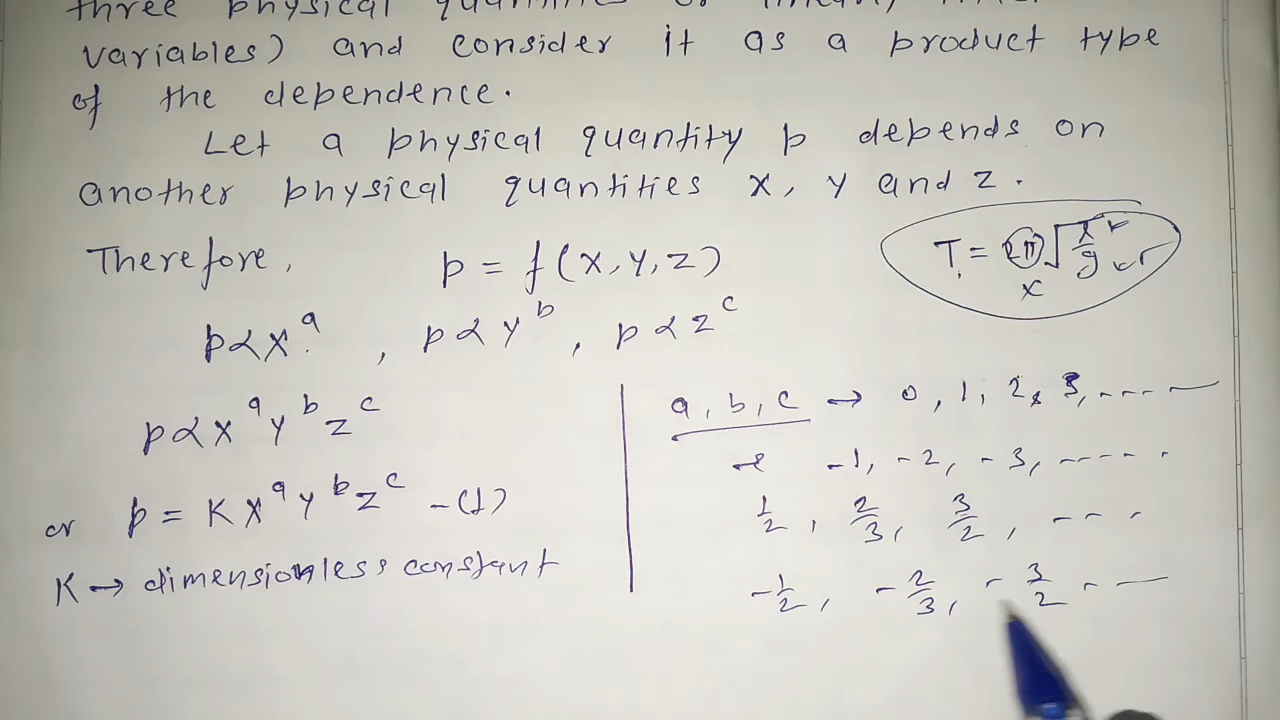 three physical
variables) and consider it as a product type
of the dependence.
Let a physical quantity p depends on
another physical quantities x, y and z.
Therefore, p = f(x, y, z)
T = 2π√(l/g)
x
p ∝ x^a, p ∝ y^b, p ∝ z^c
p ∝ x^a y^b z^c
or p = K x^a y^b z^c -(1)
K → dimensionless constant
a, b, c → 0, 1, 2, 3, ----
-1, -2, -3, -----.
1/2, 2/3, 3/2, ---
-1/2, -2/3, -3/2 --